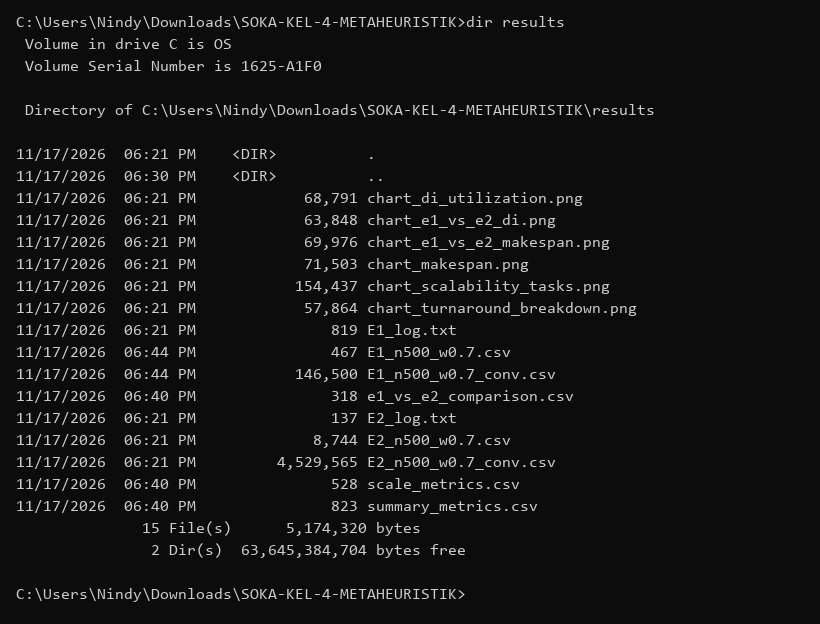 C:\Users\Nindy\Downloads\SOKA-KEL-4-METAHEURISTIK>dir results
 Volume in drive C is OS
 Volume Serial Number is 1625-A1F0

 Directory of C:\Users\Nindy\Downloads\SOKA-KEL-4-METAHEURISTIK\results

11/17/2026  06:21 PM    <DIR>          .
11/17/2026  06:30 PM    <DIR>          ..
11/17/2026  06:21 PM            68,791 chart_di_utilization.png
11/17/2026  06:21 PM            63,848 chart_e1_vs_e2_di.png
11/17/2026  06:21 PM            69,976 chart_e1_vs_e2_makespan.png
11/17/2026  06:21 PM            71,503 chart_makespan.png
11/17/2026  06:21 PM           154,437 chart_scalability_tasks.png
11/17/2026  06:21 PM            57,864 chart_turnaround_breakdown.png
11/17/2026  06:21 PM               819 E1_log.txt
11/17/2026  06:44 PM               467 E1_n500_w0.7.csv
11/17/2026  06:44 PM           146,500 E1_n500_w0.7_conv.csv
11/17/2026  06:40 PM               318 e1_vs_e2_comparison.csv
11/17/2026  06:21 PM               137 E2_log.txt
11/17/2026  06:21 PM             8,744 E2_n500_w0.7.csv
11/17/2026  06:21 PM         4,529,565 E2_n500_w0.7_conv.csv
11/17/2026  06:40 PM               528 scale_metrics.csv
11/17/2026  06:40 PM               823 summary_metrics.csv
              15 File(s)      5,174,320 bytes
               2 Dir(s)  63,645,384,704 bytes free

C:\Users\Nindy\Downloads\SOKA-KEL-4-METAHEURISTIK>